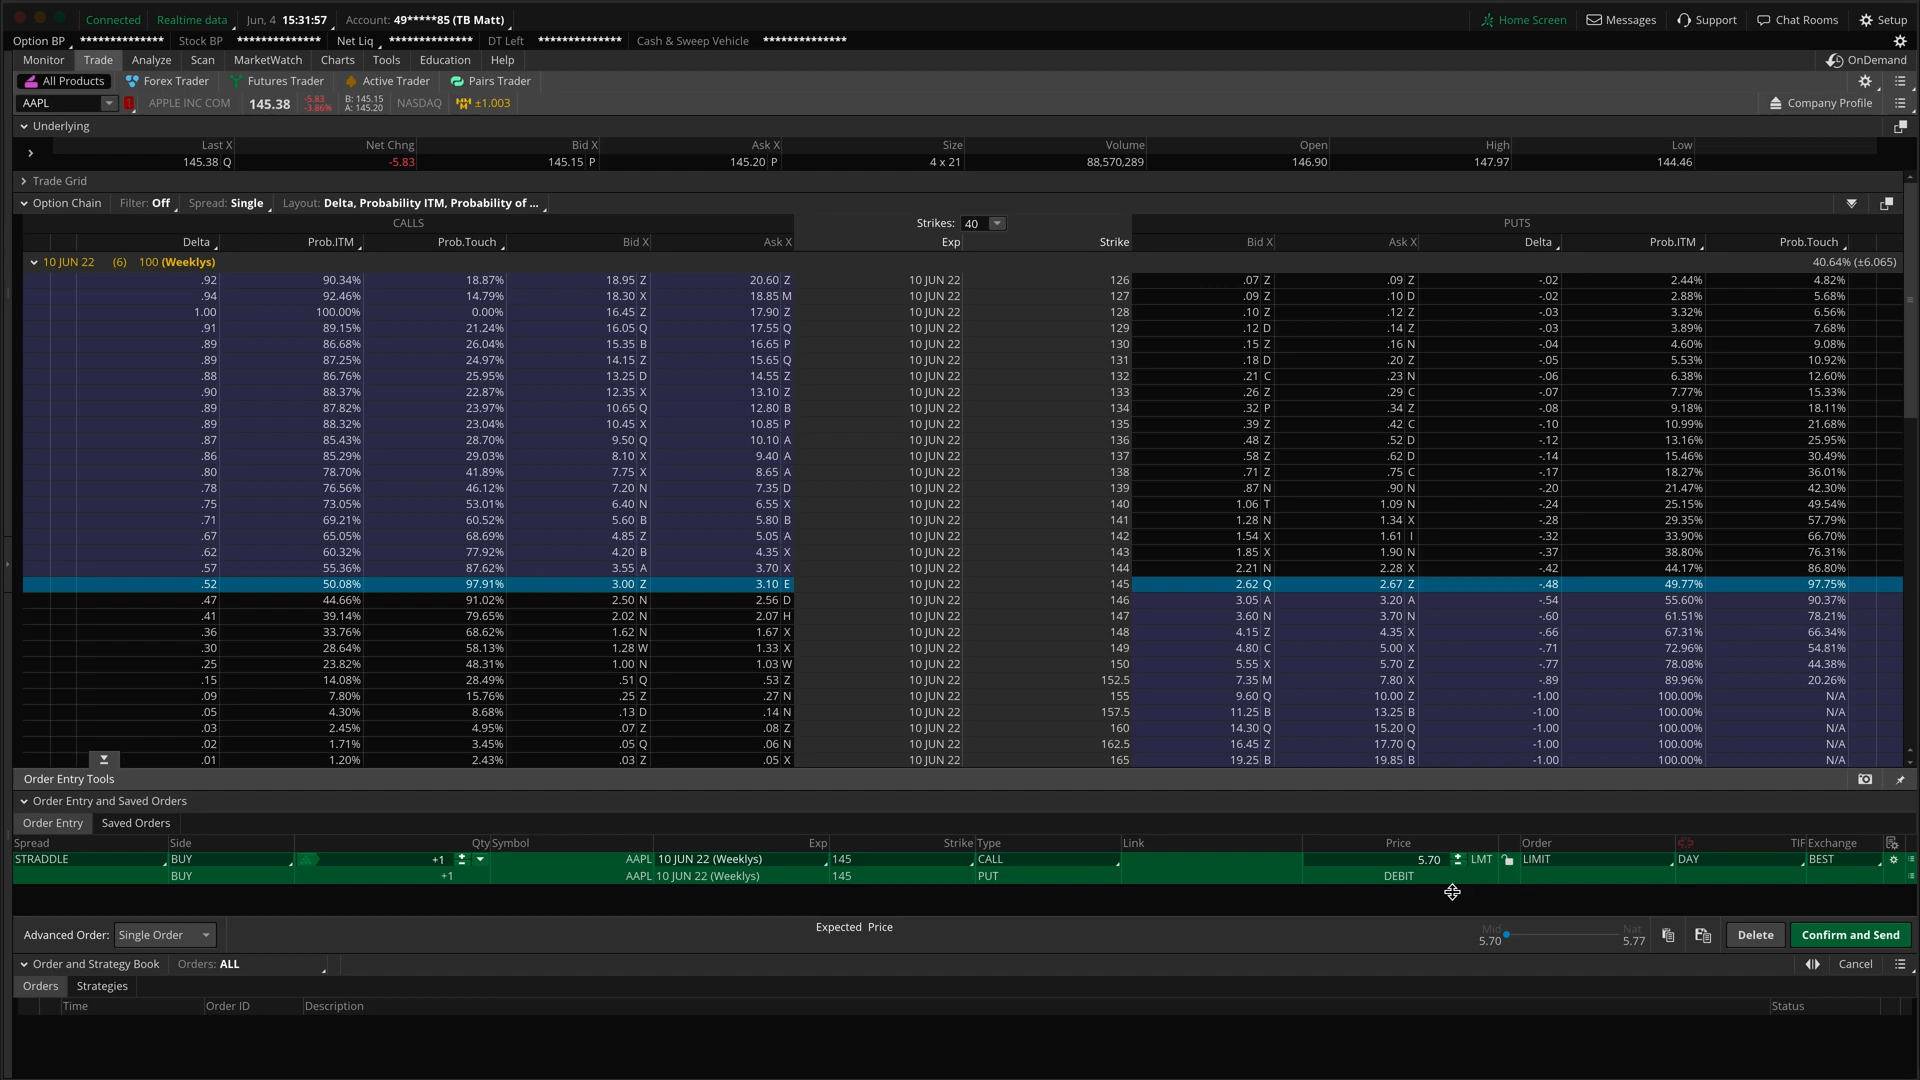 Connected Realtime data Jun, 4 15:31:57 Account: 49*****85 (TB Matt) Home Screen Messages Support Chat Rooms Setup
Option BP ************** Stock BP ************** Net Liq ************** DT Left ************** Cash & Sweep Vehicle **************
Monitor Trade Analyze Scan MarketWatch Charts Tools Education Help OnDemand
All Products Forex Trader Futures Trader Active Trader Pairs Trader
AAPL APPLE INC COM 145.38 -5.83 -3.86% B: 145.15 A: 145.20 NASDAQ ±1.003 Company Profile
Underlying
Last X Net Chng Bid X Ask X Size Volume Open High Low
145.38 Q -5.83 145.15 P 145.20 P 4 x 21 88,570,289 146.90 147.97 144.46
Trade Grid
Option Chain Filter: Off Spread: Single Layout: Delta, Probability ITM, Probability of ...
CALLS Strikes: 40 PUTS
Delta Prob.ITM Prob.Touch Bid X Ask X Exp Strike Bid X Ask X Delta Prob.ITM Prob.Touch
10 JUN 22 (6) 100 (Weeklys) 40.64% (±6.065)
.92 90.34% 18.87% 18.95 Z 20.60 Z 10 JUN 22 126 .07 Z .09 Z -.02 2.44% 4.82%
.94 92.46% 14.79% 18.30 X 18.85 M 10 JUN 22 127 .09 Z .10 D -.02 2.88% 5.68%
1.00 100.00% 0.00% 16.45 Z 17.90 Z 10 JUN 22 128 .10 Z .12 Z -.03 3.32% 6.56%
.91 89.15% 21.24% 16.05 Q 17.55 Q 10 JUN 22 129 .12 D .14 Z -.03 3.89% 7.68%
.89 86.68% 26.04% 15.35 B 16.65 P 10 JUN 22 130 .15 Z .16 N -.04 4.60% 9.08%
.89 87.25% 24.97% 14.15 Z 15.65 Q 10 JUN 22 131 .18 D .20 Z -.05 5.53% 10.92%
.88 86.76% 25.95% 13.25 D 14.55 Z 10 JUN 22 132 .21 C .23 N -.06 6.38% 12.60%
.90 88.37% 22.87% 12.35 X 13.10 Z 10 JUN 22 133 .26 Z .29 C -.07 7.77% 15.33%
.89 87.82% 23.97% 10.65 Q 12.80 B 10 JUN 22 134 .32 P .34 Z -.08 9.18% 18.11%
.89 88.32% 23.04% 10.45 X 10.85 P 10 JUN 22 135 .39 Z .42 C -.10 10.99% 21.68%
.87 85.43% 28.70% 9.50 Q 10.10 A 10 JUN 22 136 .48 Z .52 D -.12 13.16% 25.95%
.86 85.29% 29.03% 8.10 X 9.40 A 10 JUN 22 137 .58 Z .62 D -.14 15.46% 30.49%
.80 78.70% 41.89% 7.75 X 8.65 A 10 JUN 22 138 .71 Z .75 C -.17 18.27% 36.01%
.78 76.56% 46.12% 7.20 N 7.35 D 10 JUN 22 139 .87 N .90 N -.20 21.47% 42.30%
.75 73.05% 53.01% 6.40 N 6.55 X 10 JUN 22 140 1.06 T 1.09 N -.24 25.15% 49.54%
.71 69.21% 60.52% 5.60 B 5.80 B 10 JUN 22 141 1.28 N 1.34 X -.28 29.35% 57.79%
.67 65.05% 68.69% 4.85 Z 5.05 A 10 JUN 22 142 1.54 X 1.61 I -.32 33.90% 66.70%
.62 60.32% 77.92% 4.20 B 4.35 X 10 JUN 22 143 1.85 X 1.90 N -.37 38.80% 76.31%
.57 55.36% 87.62% 3.55 A 3.70 X 10 JUN 22 144 2.21 N 2.28 X -.42 44.17% 86.80%
.52 50.08% 97.91% 3.00 Z 3.10 E 10 JUN 22 145 2.62 Q 2.67 Z -.48 49.77% 97.75%
.47 44.66% 91.02% 2.50 N 2.56 D 10 JUN 22 146 3.05 A 3.20 A -.54 55.60% 90.37%
.41 39.14% 79.65% 2.02 N 2.07 H 10 JUN 22 147 3.60 N 3.70 N -.60 61.51% 78.21%
.36 33.76% 68.62% 1.62 N 1.67 X 10 JUN 22 148 4.15 Z 4.35 X -.66 67.31% 66.34%
.30 28.64% 58.13% 1.28 W 1.33 X 10 JUN 22 149 4.80 C 5.00 X -.71 72.96% 54.81%
.25 23.82% 48.31% 1.00 N 1.03 W 10 JUN 22 150 5.55 X 5.70 Z -.77 78.08% 44.38%
.15 14.08% 28.49% .51 Q .53 Z 10 JUN 22 152.5 7.35 M 7.80 X -.89 89.96% 20.26%
.09 7.80% 15.76% .25 Z .27 N 10 JUN 22 155 9.60 Q 10.00 Z -1.00 100.00% N/A
.05 4.30% 8.68% .13 D .14 N 10 JUN 22 157.5 11.25 B 13.25 B -1.00 100.00% N/A
.03 2.45% 4.95% .07 Z .08 Z 10 JUN 22 160 14.30 Q 15.20 Q -1.00 100.00% N/A
.02 1.71% 3.45% .05 Q .06 N 10 JUN 22 162.5 16.45 Z 17.70 Q -1.00 100.00% N/A
.01 1.20% 2.43% .03 Z .05 X 10 JUN 22 165 19.25 B 19.85 B -1.00 100.00% N/A
Order Entry Tools
Order Entry and Saved Orders
Order Entry Saved Orders
Spread Side Qty Symbol Exp Strike Type Link Price Order TIF Exchange
STRADDLE BUY +1 AAPL 10 JUN 22 (Weeklys) 145 CALL 5.70 LMT LIMIT DAY BEST
BUY +1 AAPL 10 JUN 22 (Weeklys) 145 PUT DEBIT
Advanced Order: Single Order Expected Price Mid 5.70 Nat 5.77 Delete Confirm and Send
Order and Strategy Book Orders: ALL Cancel
Orders Strategies
Time Order ID Description Status